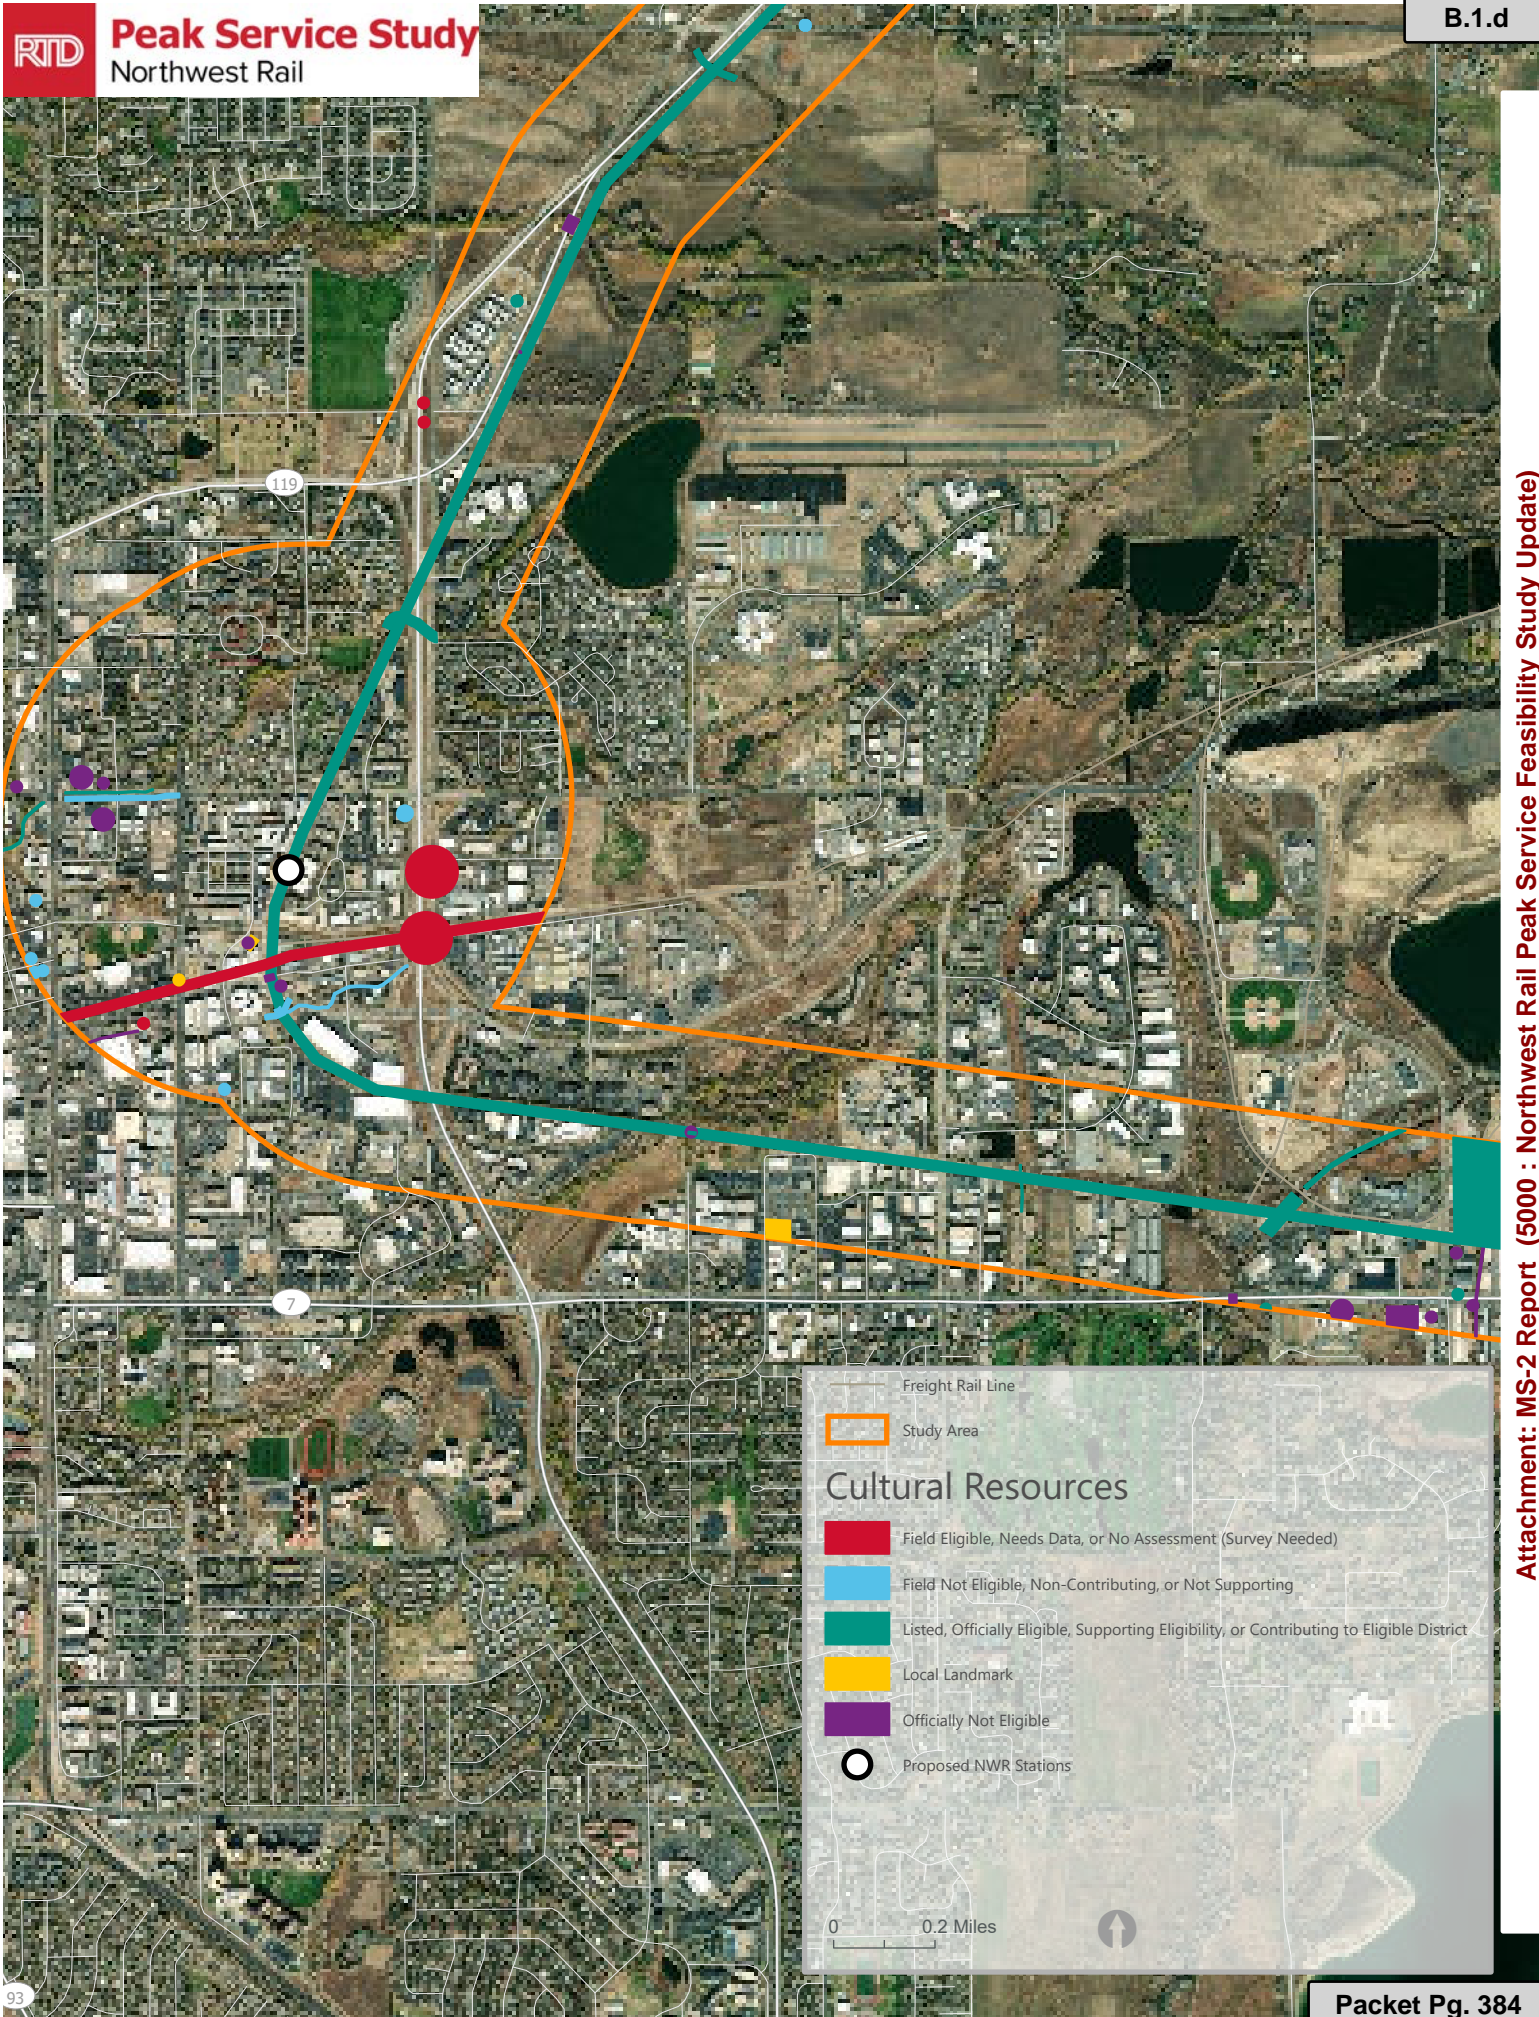 RTD
Peak Service Study
Northwest Rail
B.1.d
119
7
93
Freight Rail Line
Study Area
Cultural Resources
Field Eligible, Needs Data, or No Assessment (Survey Needed)
Field Not Eligible, Non-Contributing, or Not Supporting
Listed, Officially Eligible, Supporting Eligibility, or Contributing to Eligible District
Local Landmark
Officially Not Eligible
Proposed NWR Stations
0 0.2 Miles
Attachment: MS-2 Report (5000 : Northwest Rail Peak Service Feasibility Study Update)
Packet Pg. 384